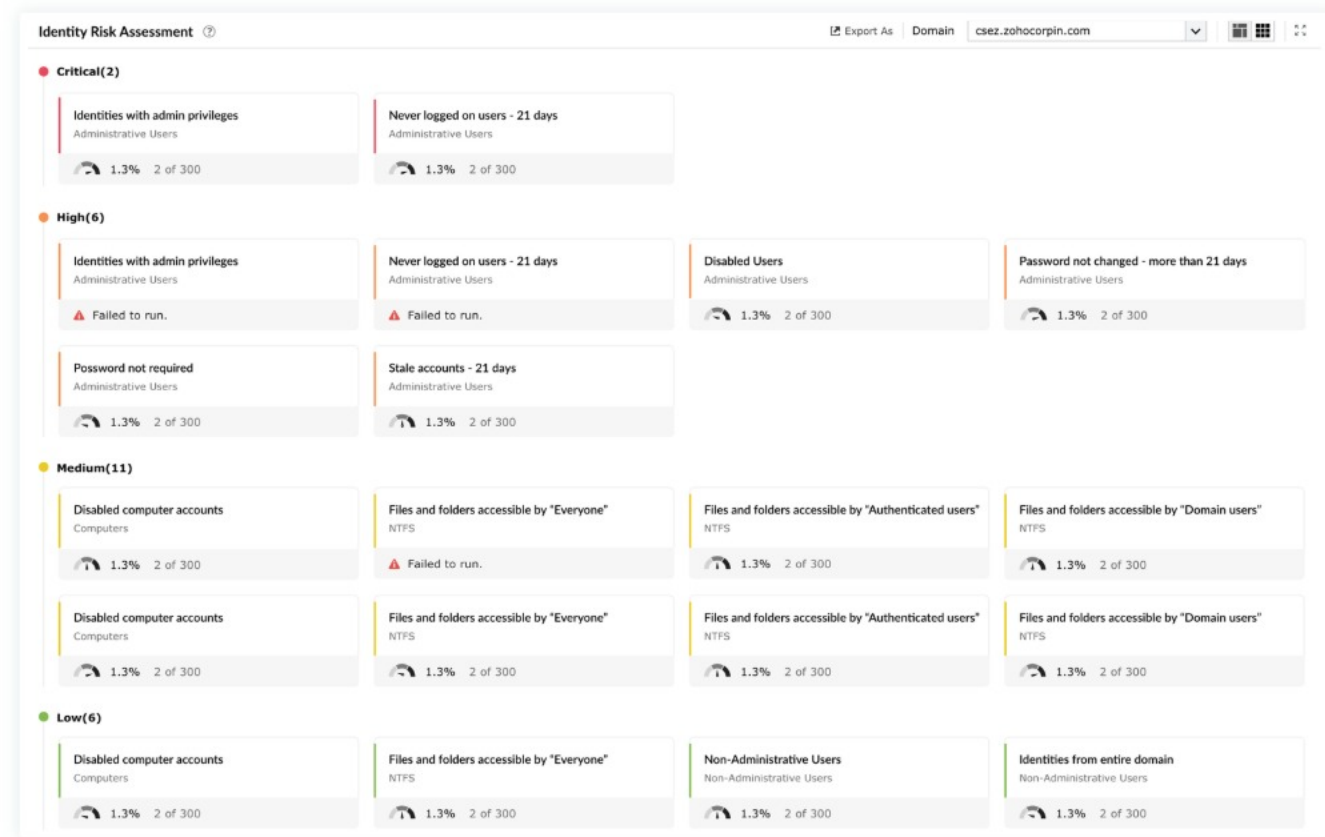 Identity Risk Assessment ?
Export As Domain csez.zohocorpin.com
Critical(2)
Identities with admin privileges
Administrative Users
1.3% 2 of 300
Never logged on users - 21 days
Administrative Users
1.3% 2 of 300
High(6)
Identities with admin privileges
Administrative Users
Failed to run.
Never logged on users - 21 days
Administrative Users
Failed to run.
Disabled Users
Administrative Users
1.3% 2 of 300
Password not changed - more than 21 days
Administrative Users
1.3% 2 of 300
Possword not required
Administrative Users
1.3% 2 of 300
Stale accounts - 21 days
Administrative Users
1.3% 2 of 300
Medium(11)
Disabled computer accounts
Computers
1.3% 2 of 300
Files and folders accessible by “Everyone”
NTFS
Failed to run.
Files and folders accessible by “Authenticated users”
NTFS
1.3% 2 of 300
Files and folders accessible by “Domain users”
NTFS
1.3% 2 of 300
Disabled computer accounts
Computers
1.3% 2 of 300
Files and folders accessible by “Everyone”
NTFS
1.3% 2 of 300
Files and folders accessible by “Authenticated users”
NTFS
1.3% 2 of 300
Files and folders accessible by “Domain users”
NTFS
1.3% 2 of 300
Low(6)
Disabled computer accounts
Computers
1.3% 2 of 300
Files and folders accessible by “Everyone”
NTFS
1.3% 2 of 300
Non-Administrative Users
Non-Administrative Users
1.3% 2 of 300
Identities from entire domain
Non-Administrative Users
1.3% 2 of 300